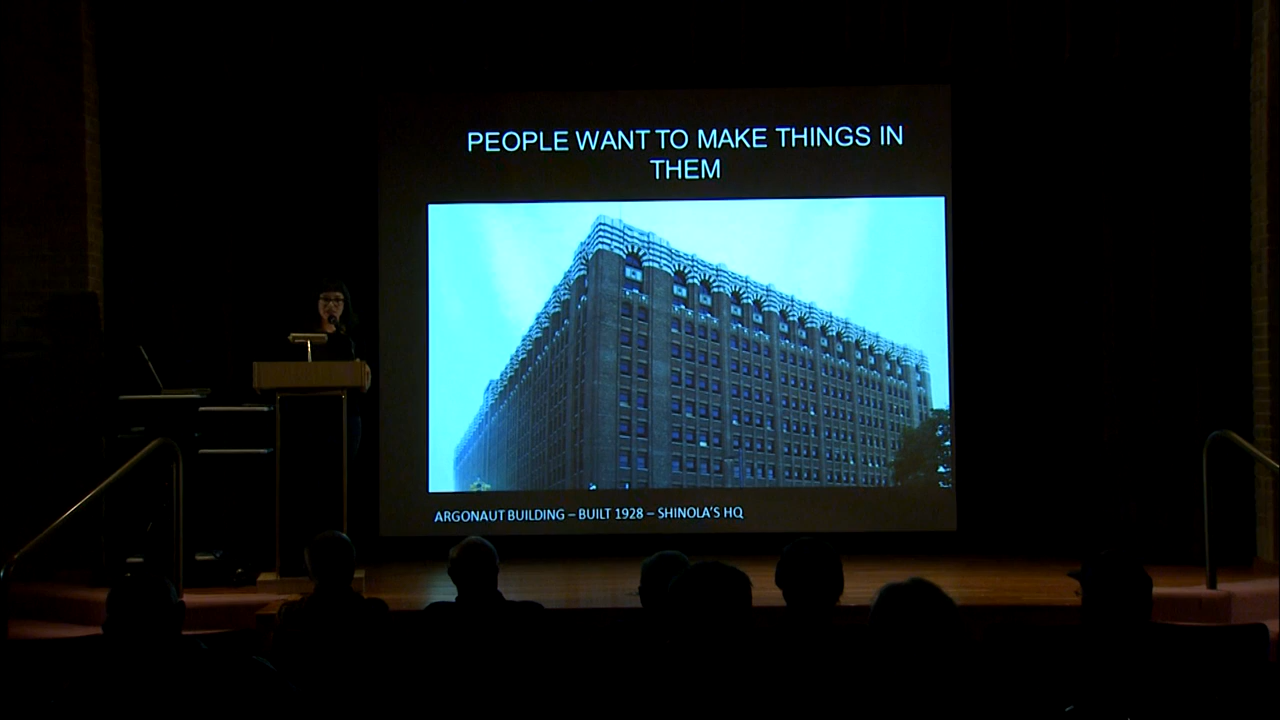 PEOPLE WANT TO MAKE THINGS IN
THEM
ARGONAUT BUILDING – BUILT 1928 – SHINOLA'S HQ